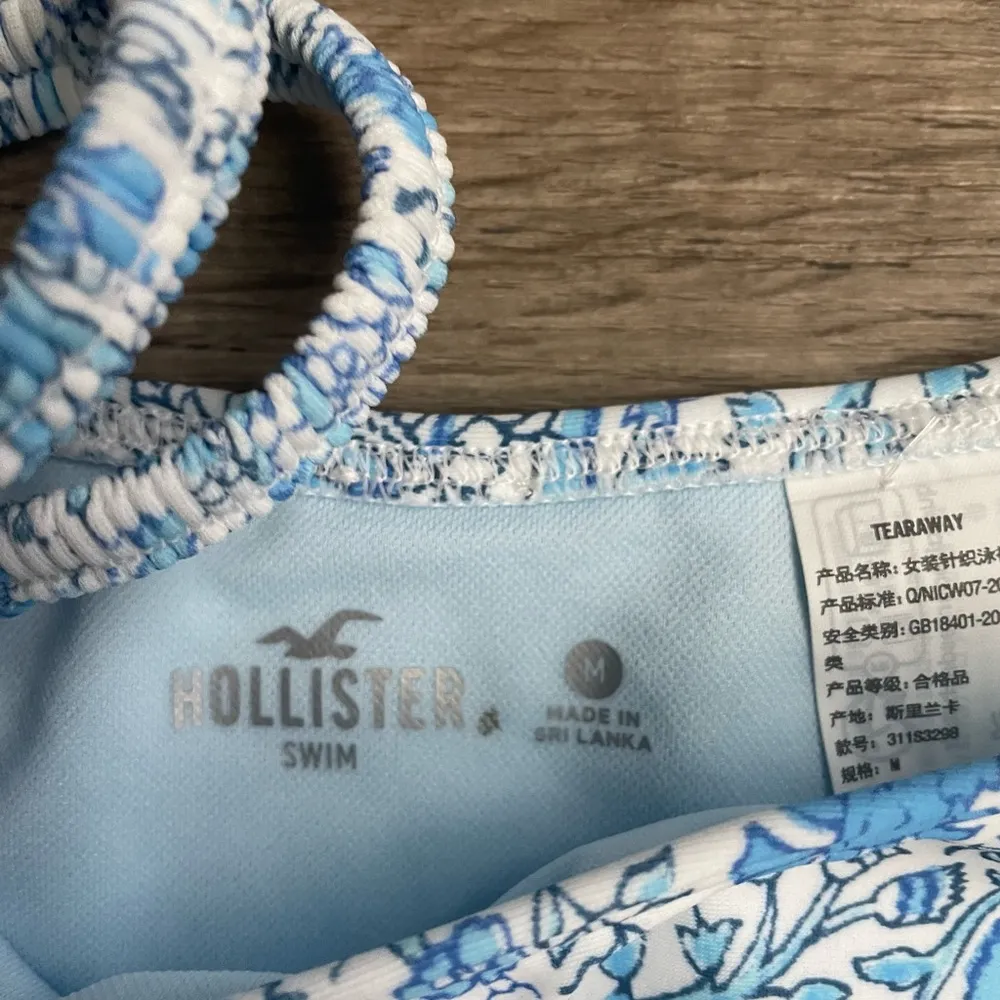 HOLLISTER
SWIM
M
MADE IN
SRI LANKA
TEARAWAY
产品名称: 女装针织泳
产品标准: Q/NICW07-20
安全类别: GB18401-20
类
产品等级: 合格品
产地: 斯里兰卡
款号: 311S3298
规格: M